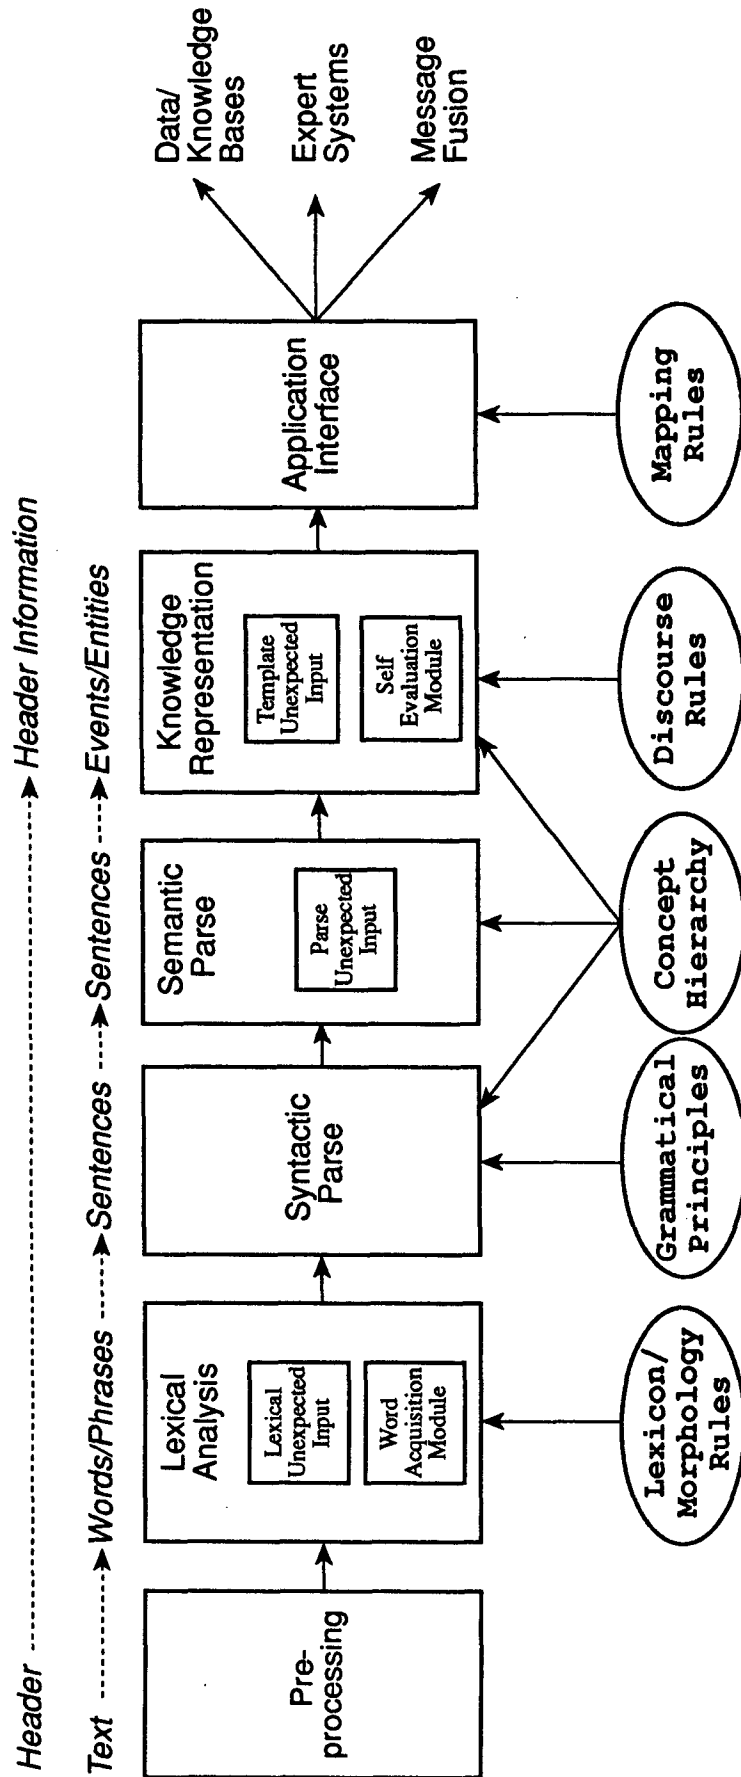 Header -----> Header Information
Text -----> Words/Phrases -----> Sentences -----> Sentences -----> Events/Entities
Pre-
processing
Lexical
Analysis
Lexical
Unexpected
Input
Word
Acquisition
Module
Syntactic
Parse
Semantic
Parse
Parse
Unexpected
Input
Knowledge
Representation
Template
Unexpected
Input
Self
Evaluation
Module
Application
Interface
Data/
Knowledge
Bases
Expert
Systems
Message
Fusion
Lexicon/
Morphology
Rules
Grammatical
Principles
Concept
Hierarchy
Discourse
Rules
Mapping
Rules